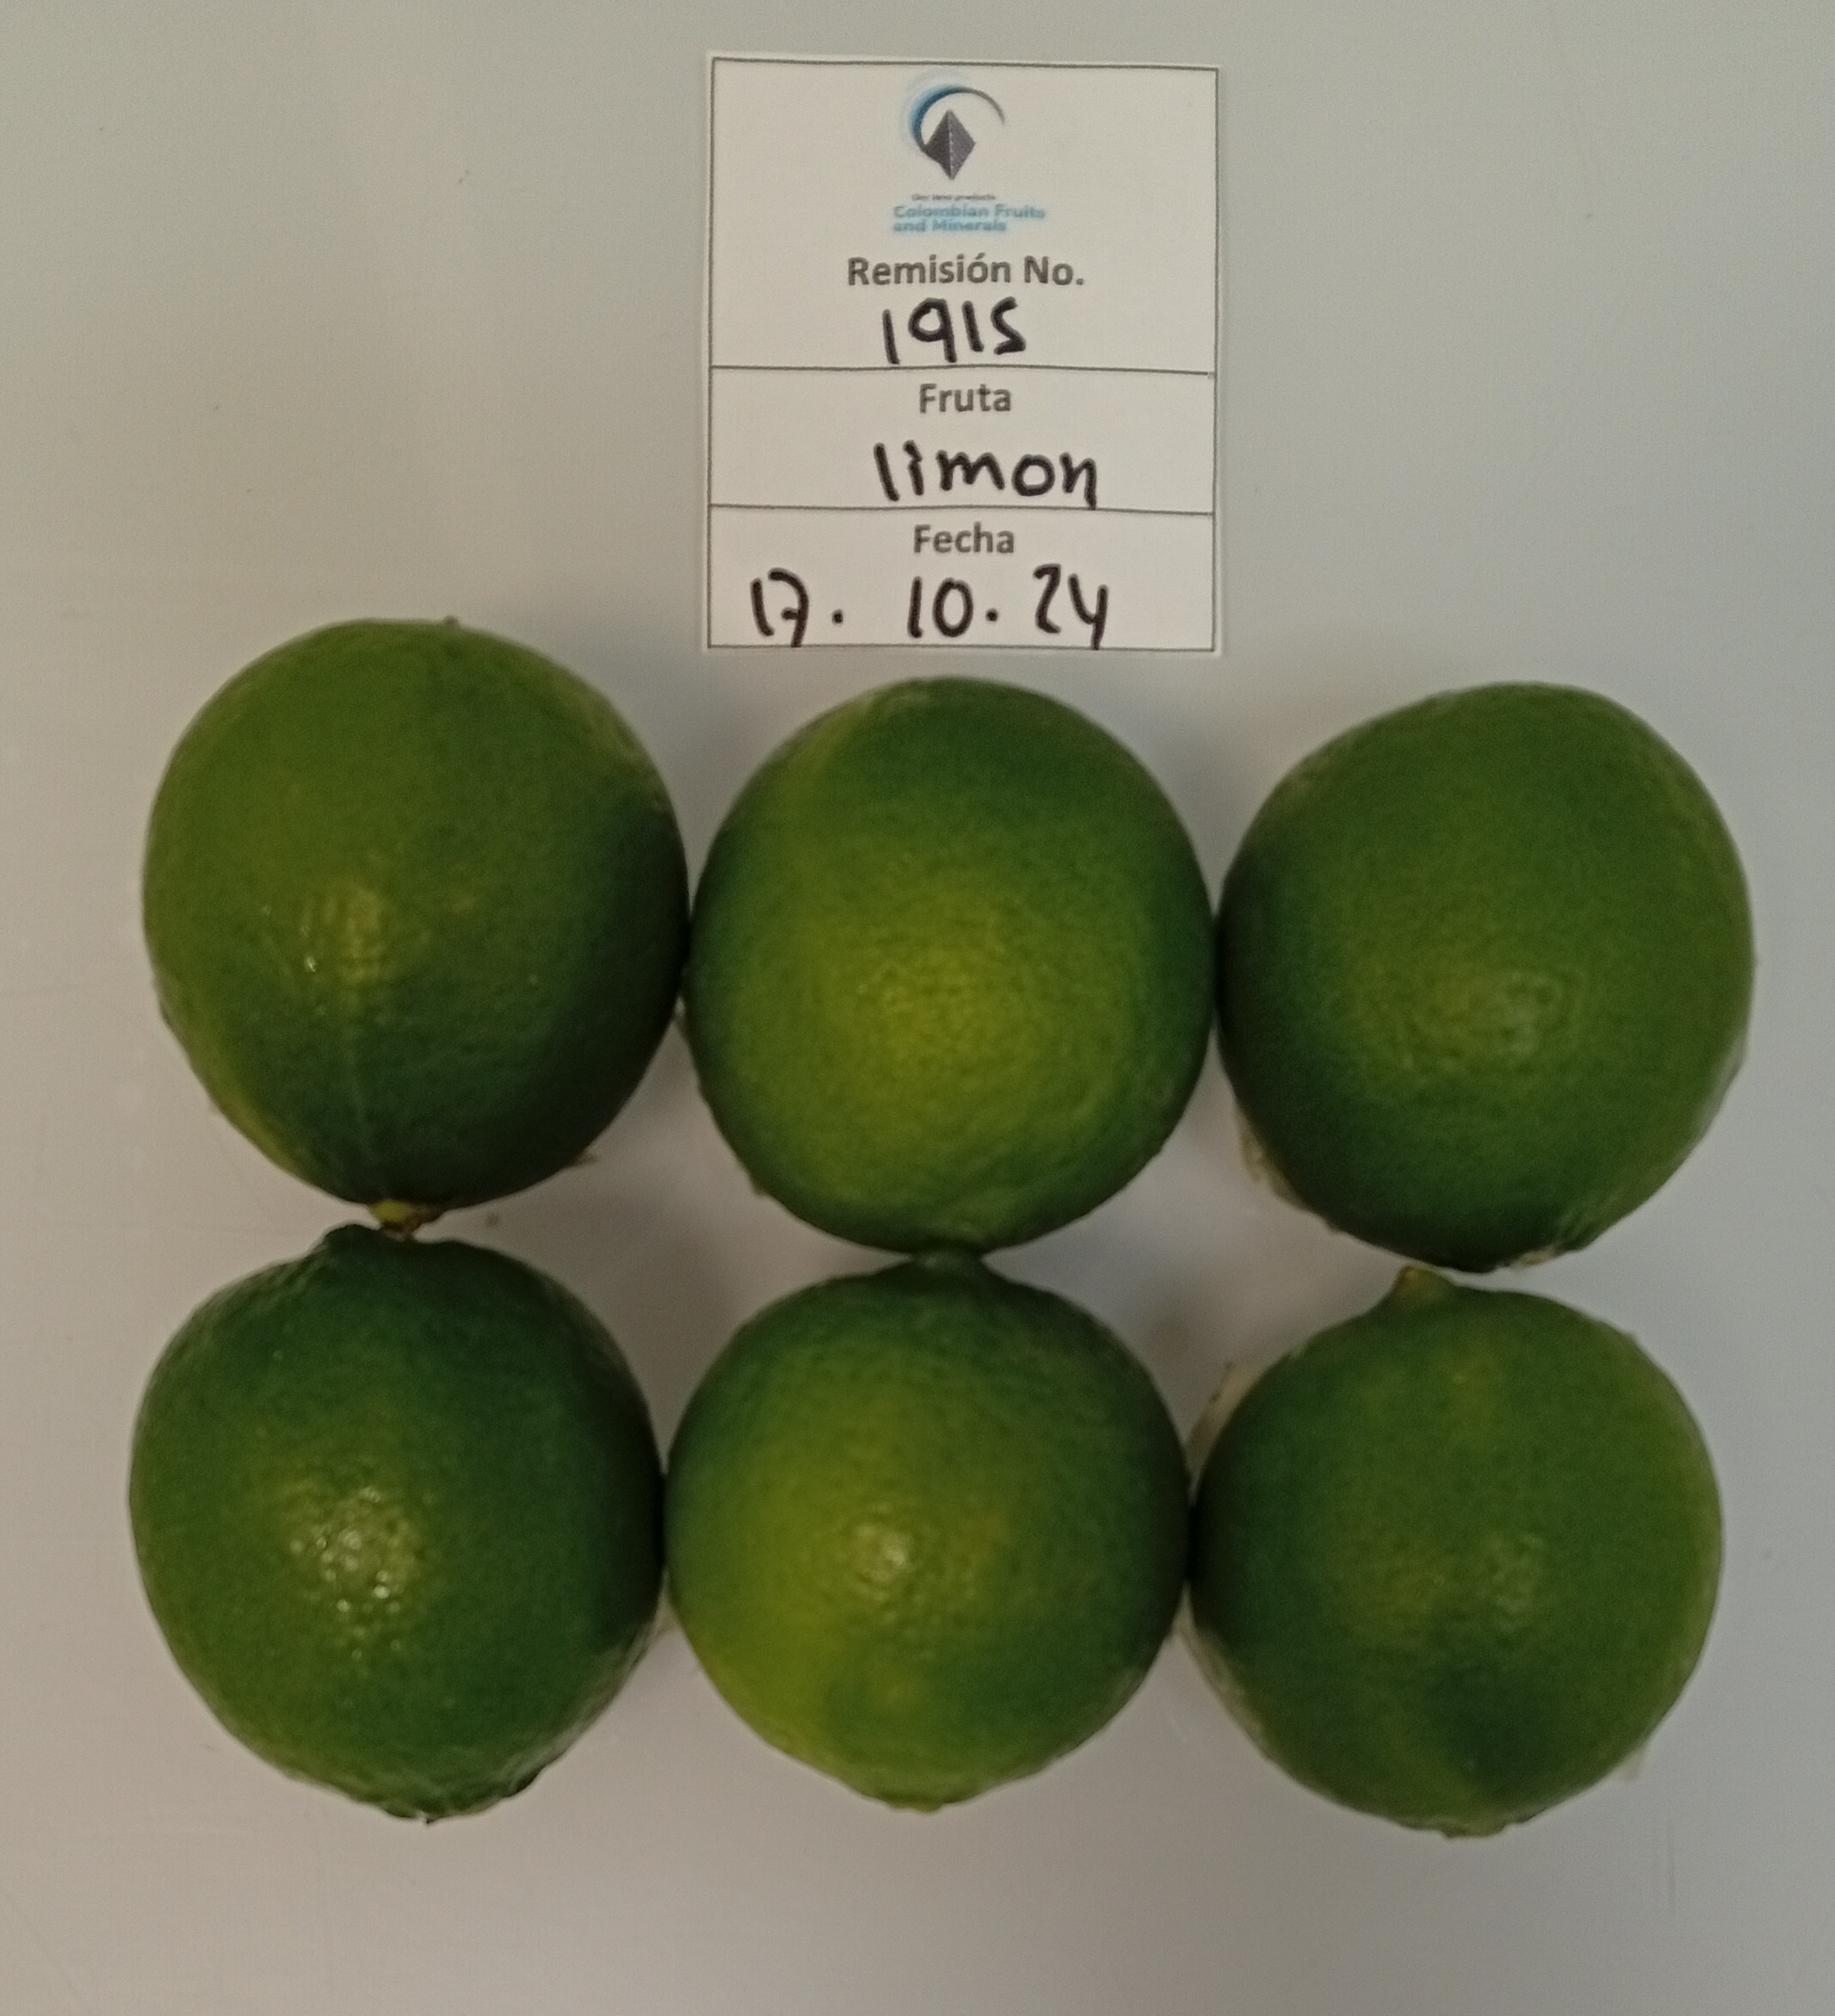 Colombian Fruits
and Minerals
Remisión No.
1915
Fruta
limon
Fecha
17. 10. 24